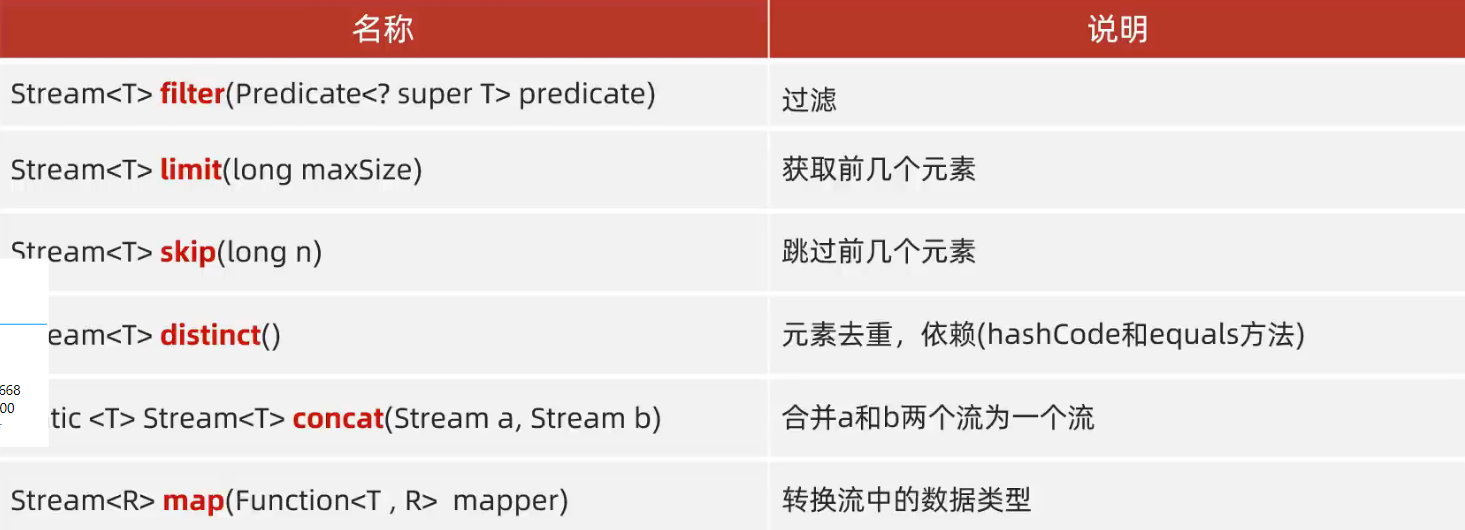 名称 说明
Stream<T> filter(Predicate<? super T> predicate) 过滤
Stream<T> limit(long maxSize) 获取前几个元素
Stream<T> skip(long n) 跳过前几个元素
eam<T> distinct() 元素去重，依赖(hashCode和equals方法)
668
00
tic <T> Stream<T> concat(Stream a, Stream b) 合并a和b两个流为一个流
Stream<R> map(Function<T , R>  mapper) 转换流中的数据类型